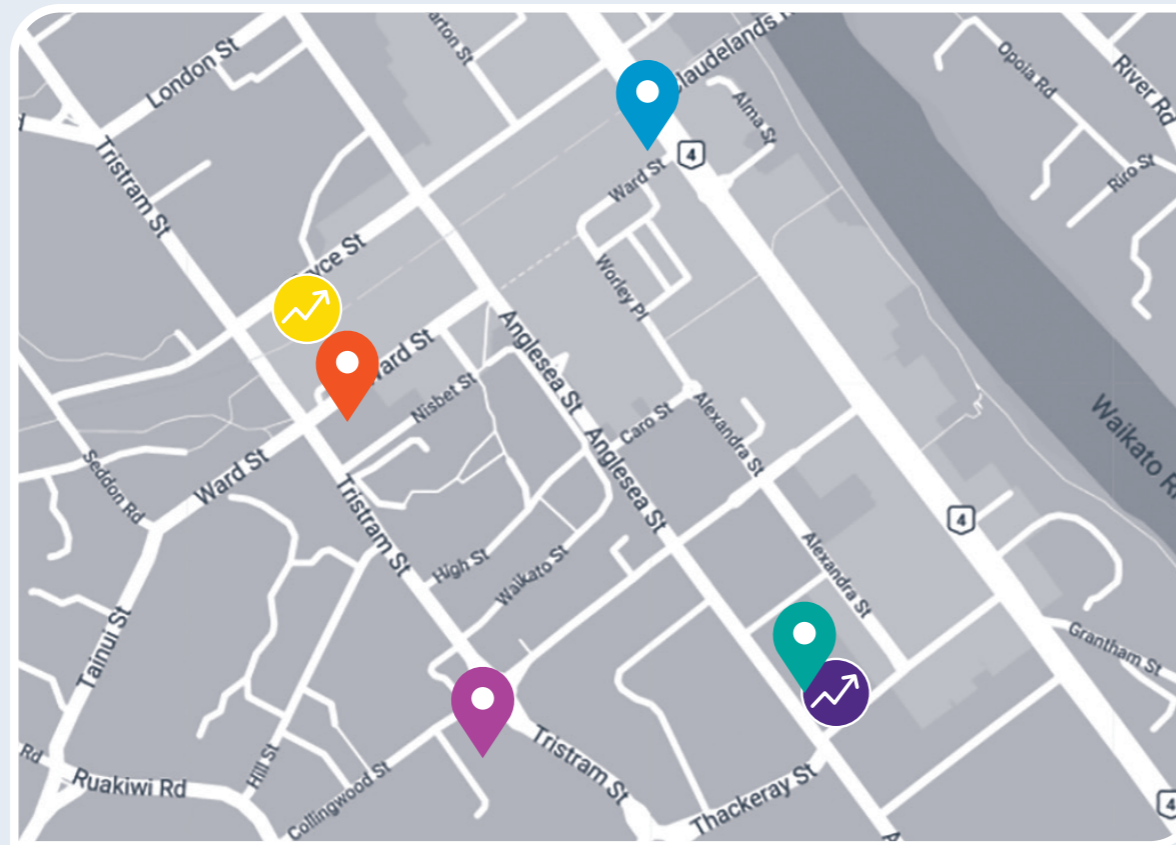 London St
Opoia Rd
River Rd
Alma St
4
Riro St
Tristram St
Ward St
Worley Pl
Anglesea St
Nisbet St
Caro St
Alexandra St
Waikato
Seddon Rd
Ward St
Tristram St
Anglesea St
4
High St
Waikato St
Alexandra St
Tainui St
Grantham St
Rd
Ruakiwi Rd
Hill St
Collingwood St
Tristram St
Thackeray St
4